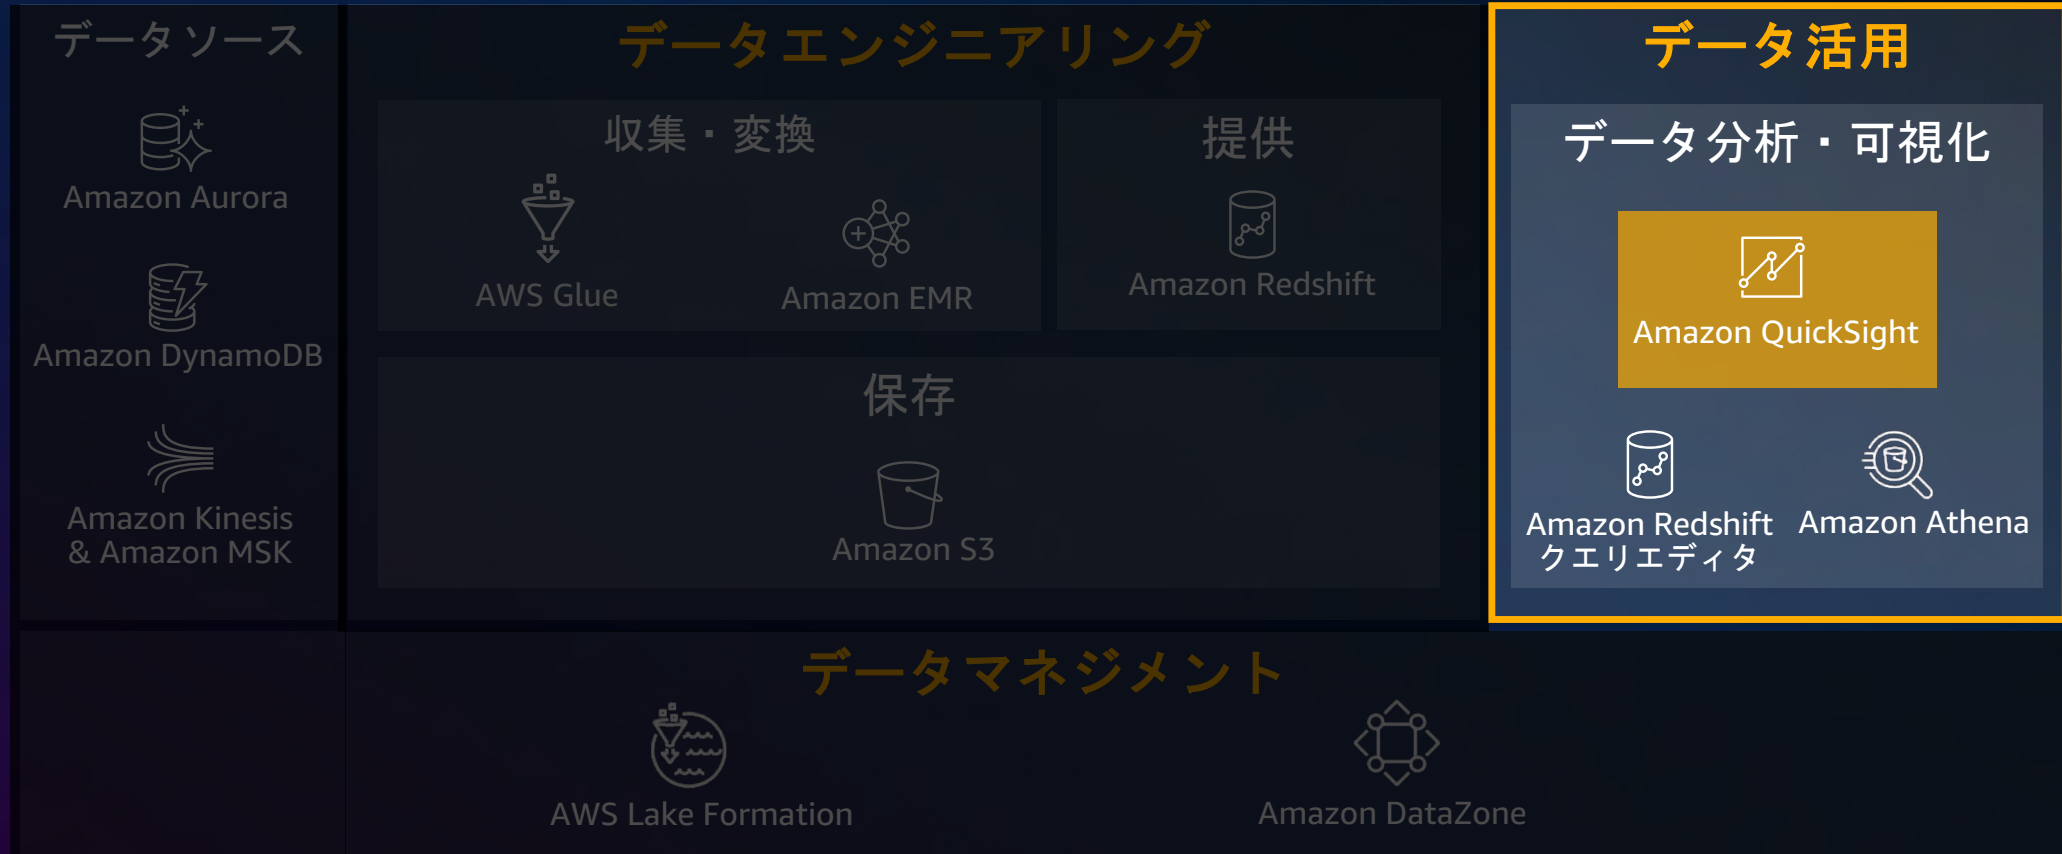 データソース
Amazon Aurora
Amazon DynamoDB
Amazon Kinesis
& Amazon MSK
データエンジニアリング
収集・変換
AWS Glue
Amazon EMR
提供
Amazon Redshift
保存
Amazon S3
データ活用
データ分析・可視化
Amazon QuickSight
Amazon Redshift
クエリエディタ
Amazon Athena
データマネジメント
AWS Lake Formation
Amazon DataZone